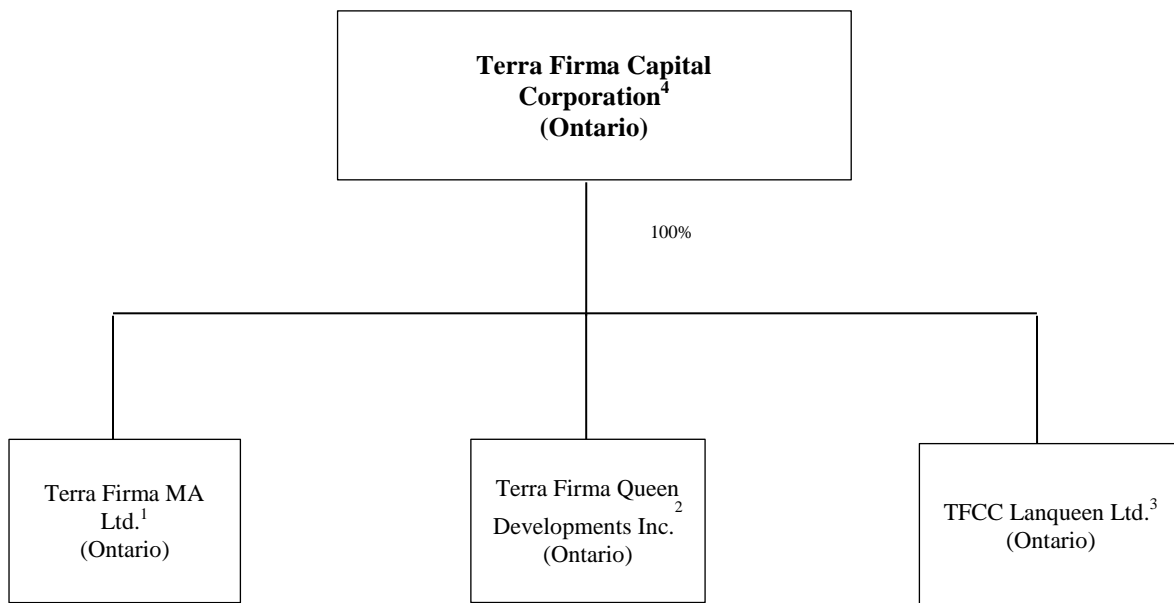 Terra Firma Capital
Corporation4
(Ontario)
100%
Terra Firma MA
Ltd.1
(Ontario)
Terra Firma Queen
Developments Inc.2
(Ontario)
TFCC Lanqueen Ltd.3
(Ontario)